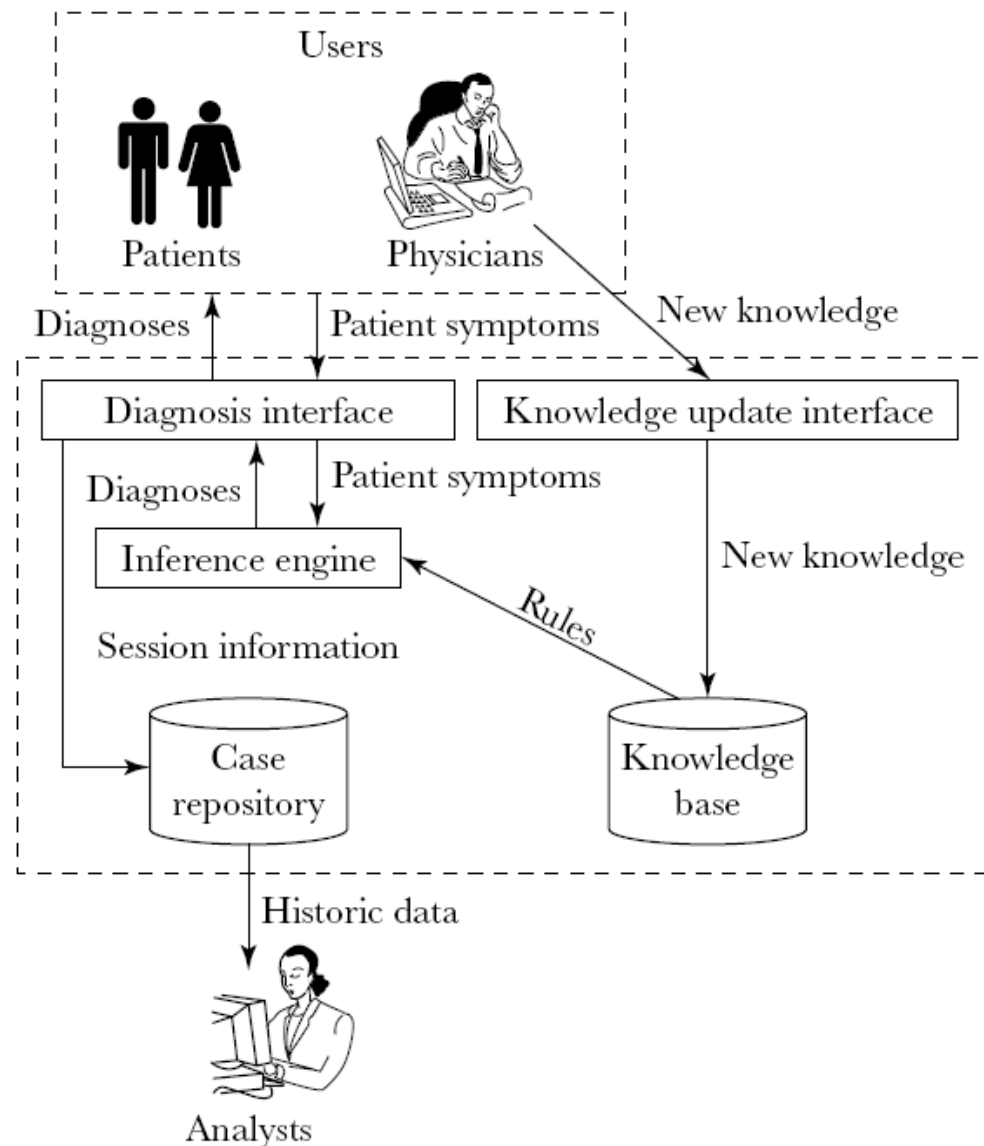 Users
Patients
Physicians
Diagnoses
Patient symptoms
New knowledge
Diagnosis interface
Knowledge update interface
Diagnoses
Patient symptoms
Inference engine
New knowledge
Rules
Session information
Case
repository
Knowledge
base
Historic data
Analysts